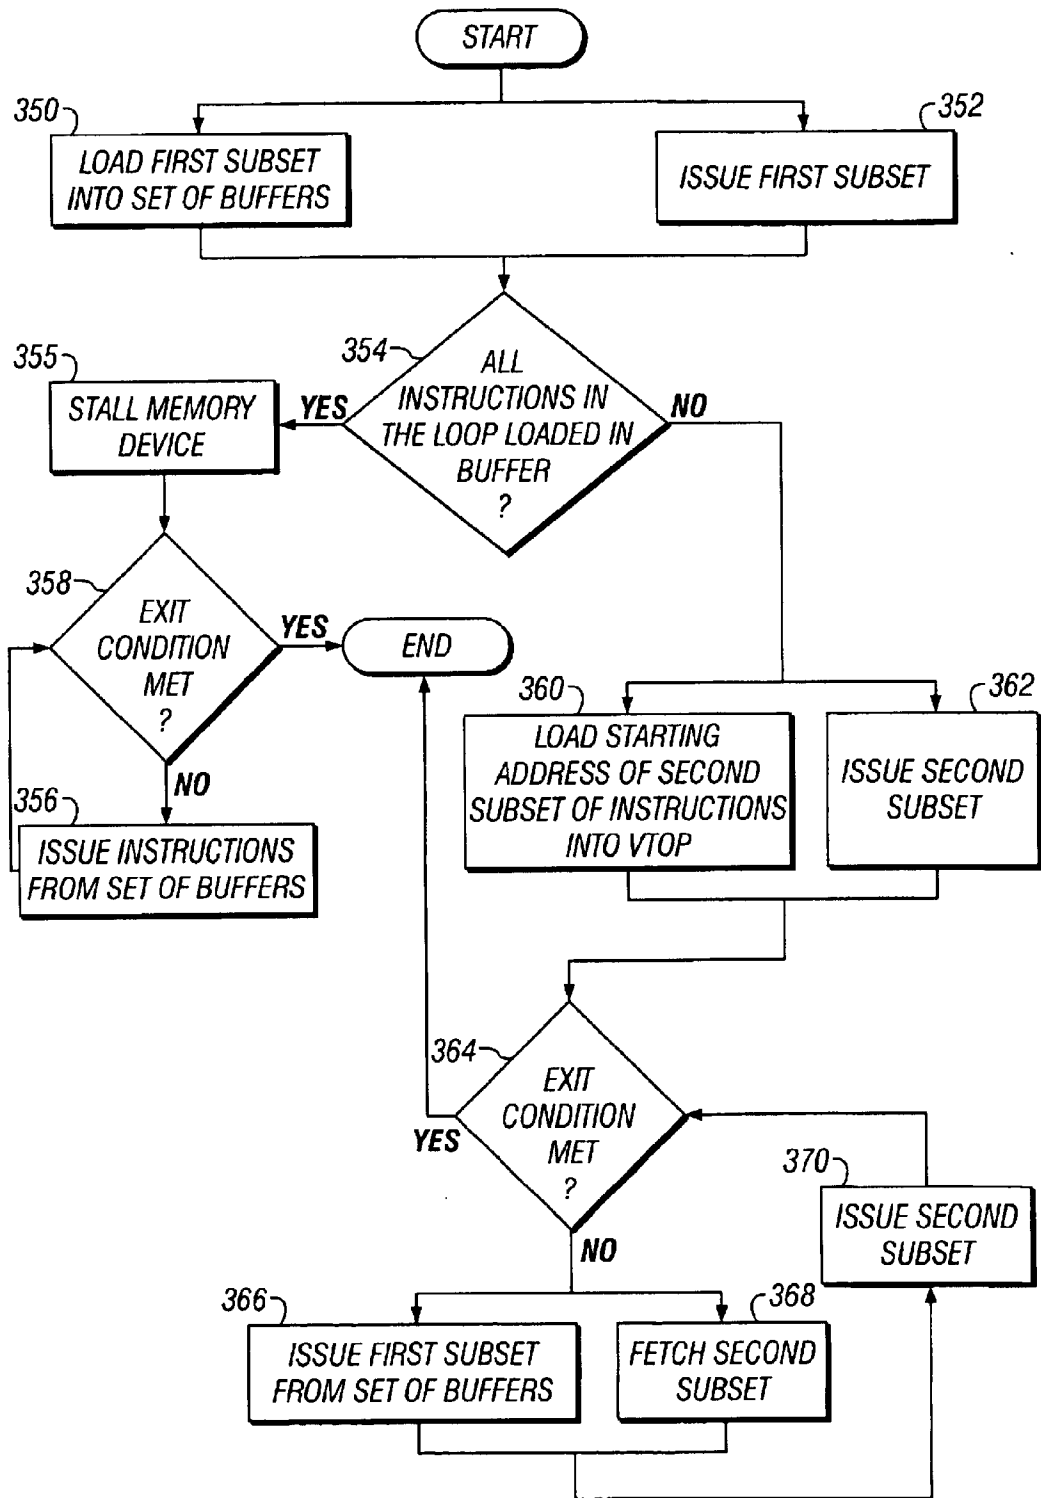 START
350
352
LOAD FIRST SUBSET
INTO SET OF BUFFERS
ISSUE FIRST SUBSET
354
ALL
INSTRUCTIONS IN
THE LOOP LOADED IN
BUFFER
?
YES
NO
355
STALL MEMORY
DEVICE
358
EXIT
CONDITION
MET
?
YES
NO
END
356
ISSUE INSTRUCTIONS
FROM SET OF BUFFERS
360
LOAD STARTING
ADDRESS OF SECOND
SUBSET OF INSTRUCTIONS
INTO VTOP
362
ISSUE SECOND
SUBSET
364
EXIT
CONDITION
MET
?
YES
NO
370
ISSUE SECOND
SUBSET
366
ISSUE FIRST SUBSET
FROM SET OF BUFFERS
368
FETCH SECOND
SUBSET